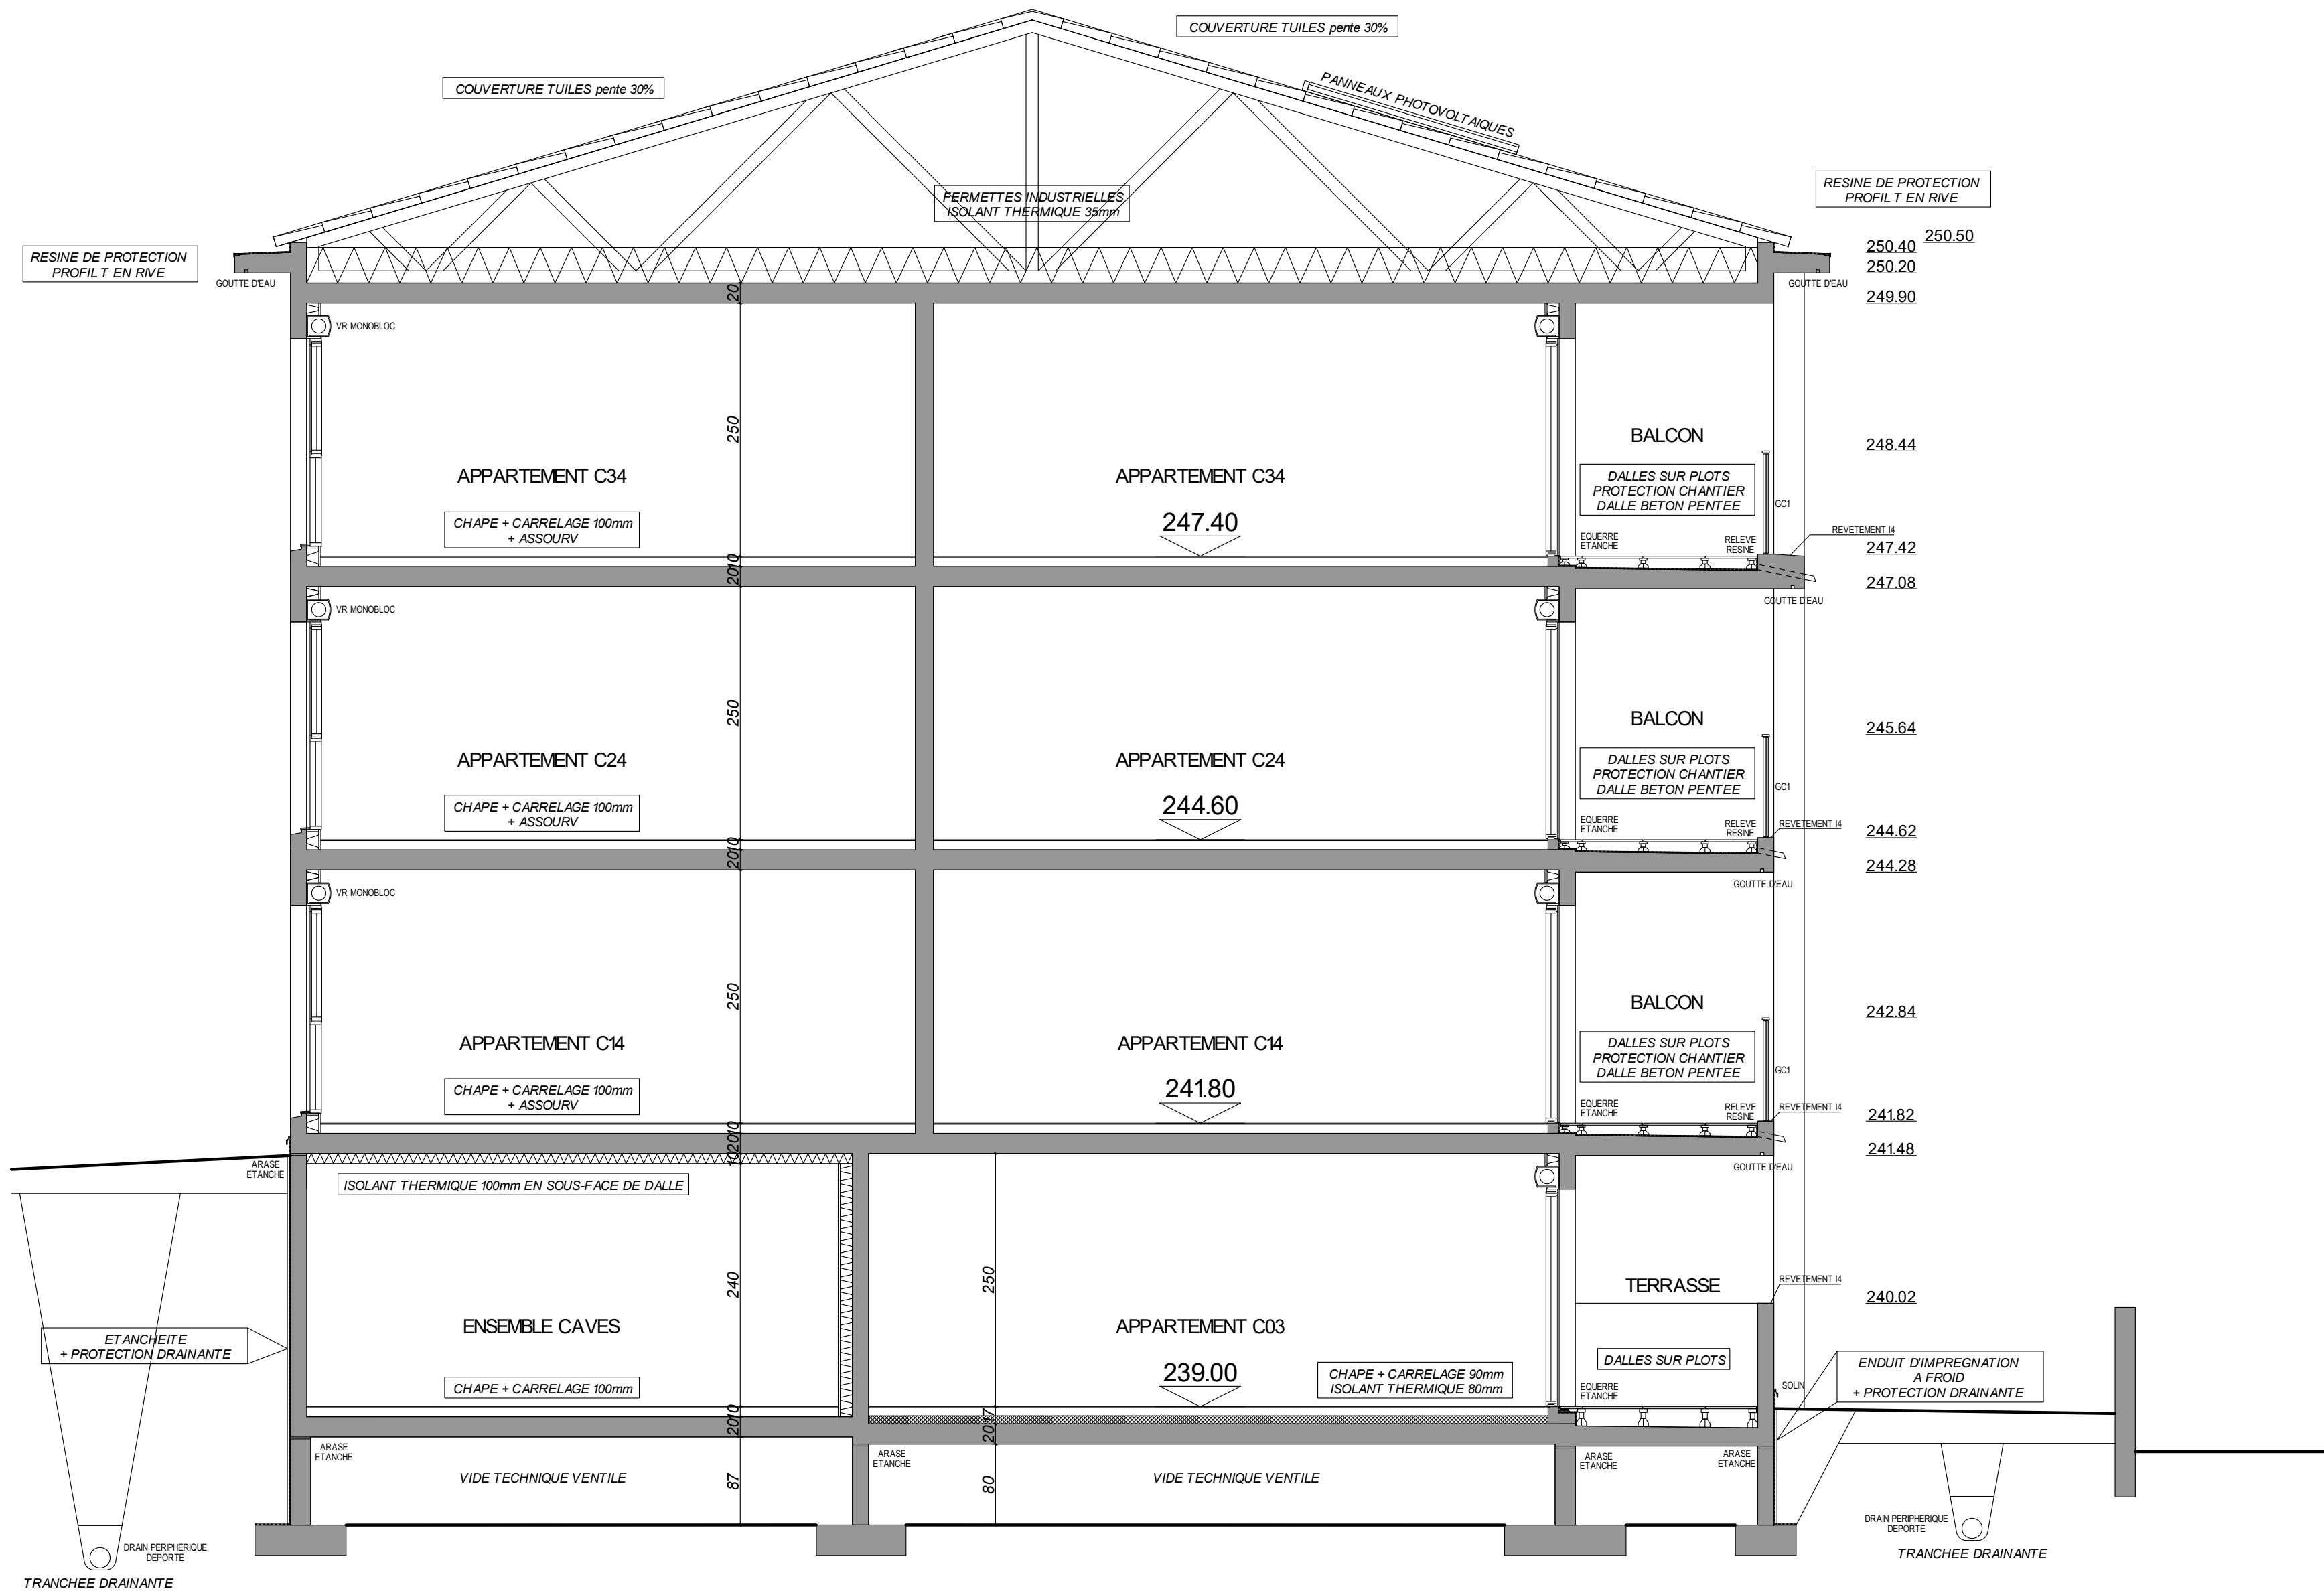 COUVERTURE TUILES pente 30%
COUVERTURE TUILES pente 30%
PANNEAUX PHOTOVOLTAIQUES
FERMETTES INDUSTRIELLES
ISOLANT THERMIQUE 35mm
RESINE DE PROTECTION
PROFIL T EN RIVE
RESINE DE PROTECTION
PROFIL T EN RIVE
250.50
250.40
250.20
249.90
GOUTTE D'EAU
GOUTTE D'EAU
20
VR MONOBLOC
250
BALCON
248.44
APPARTEMENT C34
APPARTEMENT C34
DALLES SUR PLOTS
PROTECTION CHANTIER
DALLE BETON PENTEE
GC1
CHAPE + CARRELAGE 100mm
+ ASSOURV
247.40
EQUERRE
ETANCHE
RELEVE
RESINE
REVETEMENT I4
247.42
2010
247.08
GOUTTE D'EAU
VR MONOBLOC
250
BALCON
245.64
APPARTEMENT C24
APPARTEMENT C24
DALLES SUR PLOTS
PROTECTION CHANTIER
DALLE BETON PENTEE
GC1
CHAPE + CARRELAGE 100mm
+ ASSOURV
244.60
EQUERRE
ETANCHE
RELEVE
RESINE
REVETEMENT I4
244.62
2010
244.28
GOUTTE D'EAU
VR MONOBLOC
250
BALCON
242.84
APPARTEMENT C14
APPARTEMENT C14
DALLES SUR PLOTS
PROTECTION CHANTIER
DALLE BETON PENTEE
GC1
CHAPE + CARRELAGE 100mm
+ ASSOURV
241.80
EQUERRE
ETANCHE
RELEVE
RESINE
REVETEMENT I4
241.82
102010
241.48
GOUTTE D'EAU
ARASE
ETANCHE
ISOLANT THERMIQUE 100mm EN SOUS-FACE DE DALLE
240
250
TERRASSE
REVETEMENT I4
240.02
ENSEMBLE CAVES
APPARTEMENT C03
ETANCHEITE
+ PROTECTION DRAINANTE
CHAPE + CARRELAGE 100mm
239.00
CHAPE + CARRELAGE 90mm
ISOLANT THERMIQUE 80mm
DALLES SUR PLOTS
EQUERRE
ETANCHE
SOLIN
ENDUIT D'IMPREGNATION
A FROID
+ PROTECTION DRAINANTE
2010
2017
ARASE
ETANCHE
ARASE
ETANCHE
ARASE
ETANCHE
ARASE
ETANCHE
VIDE TECHNIQUE VENTILE
87
80
VIDE TECHNIQUE VENTILE
DRAIN PERIPHERIQUE
DEPORTE
TRANCHEE DRAINANTE
DRAIN PERIPHERIQUE
DEPORTE
TRANCHEE DRAINANTE